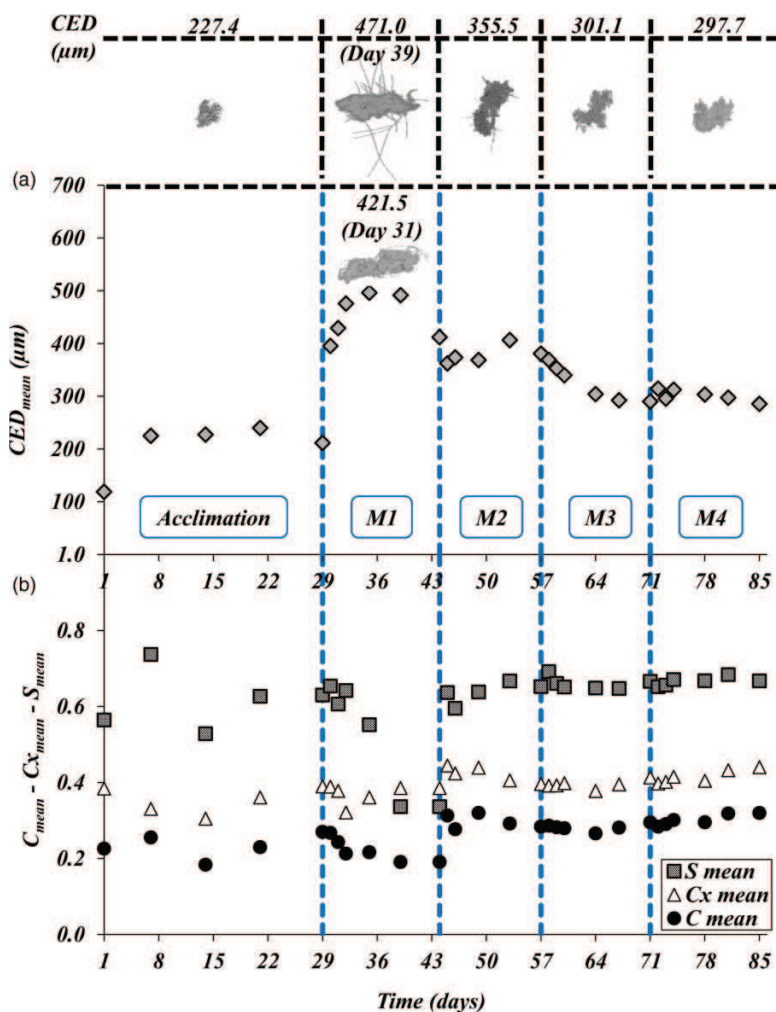 CED (μm) 227.4 471.0 (Day 39) 355.5 301.1 297.7
(a)
421.5 (Day 31)
700
600
500
400
300
200
100
1.0
CEDmean (μm)
Acclimation M1 M2 M3 M4
1 8 15 22 29 36 43 50 57 64 71 78 85
(b)
0.8
0.6
0.4
0.2
0.0
Cmean - Cxmean - Smean
S mean
Cx mean
C mean
1 8 15 22 29 36 43 50 57 64 71 78 85
Time (days)